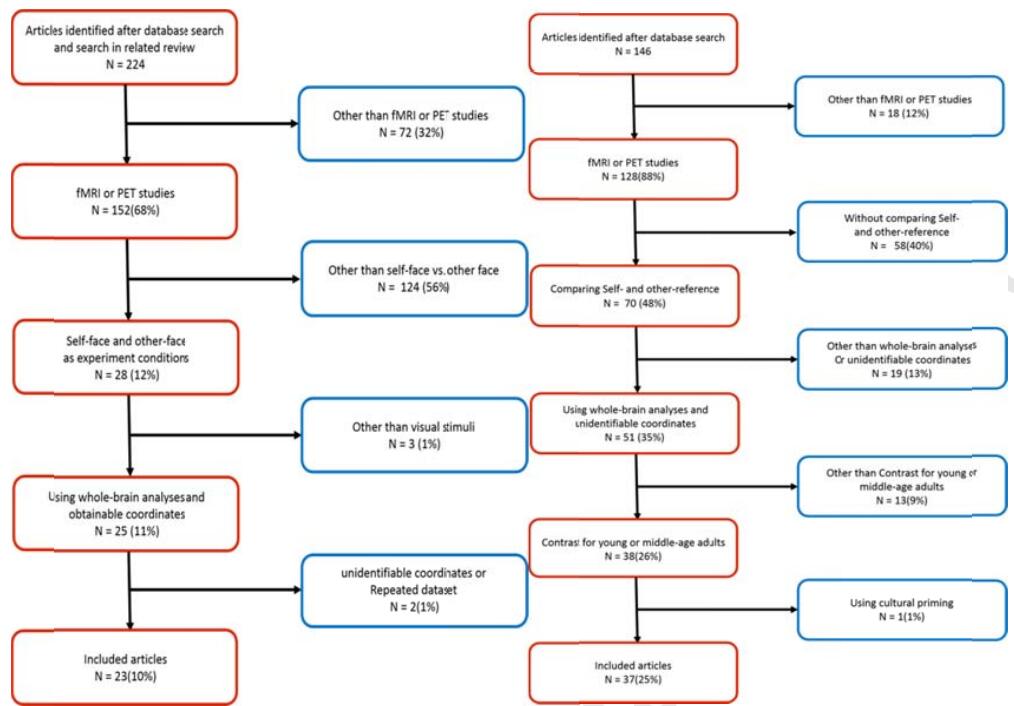 Articles identified after database search
and search in related review
N = 224
Other than fMRI or PET studies
N = 72 (32%)
fMRI or PET studies
N = 152(68%)
Other than self-face vs. other face
N = 124 (56%)
Self-face and other-face
as experiment conditions
N = 28 (12%)
Other than visual stimuli
N = 3 (1%)
Using whole-brain analyses and
obtainable coordinates
N = 25 (11%)
unidentifiable coordinates or
Repeated dataset
N = 2(1%)
Included articles
N = 23(10%)
Articles identified after database search
N = 146
Other than fMRI or PET studies
N = 18 (12%)
fMRI or PET studies
N = 128(88%)
Without comparing Self-
and other-reference
N = 58(40%)
Comparing Self- and other-reference
N = 70 (48%)
Other than whole-brain analyses
Or unidentifiable coordinates
N = 19 (13%)
Using whole-brain analyses and
unidentifiable coordinates
N = 51 (35%)
Other than Contrast for young or
middle-age adults
N = 13(9%)
Contrast for young or middle-age adults
N = 38(26%)
Using cultural priming
N = 1(1%)
Included articles
N = 37(25%)